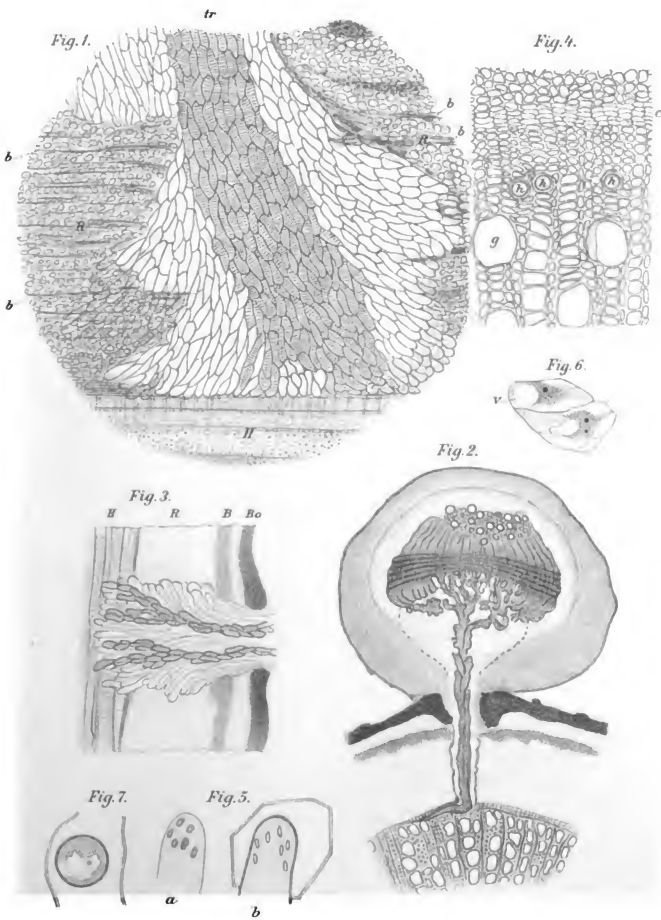 tr
Fig. 1.
Fig. 4.
b
b
R
c
b
R
h h h
g
b
H
Fig. 6.
v
Fig. 2.
Fig. 3.
H R B Bo
Fig. 7.
Fig. 5.
a
b